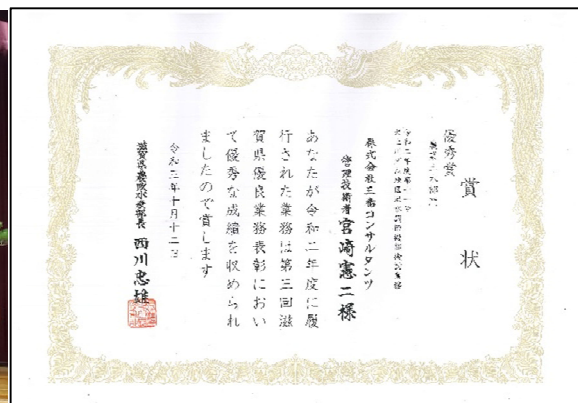 賞状
優秀賞
株式会社三番コンサルタンツ
管理技術者 宮崎憲二様
あなたが令和二年度に履
行された業務は第三回滋
賀県優良業務表彰におい
て優秀な成績を収められ
ましたので賞します
令和三年十月十二日
滋賀県農政水産部長 西川忠雄